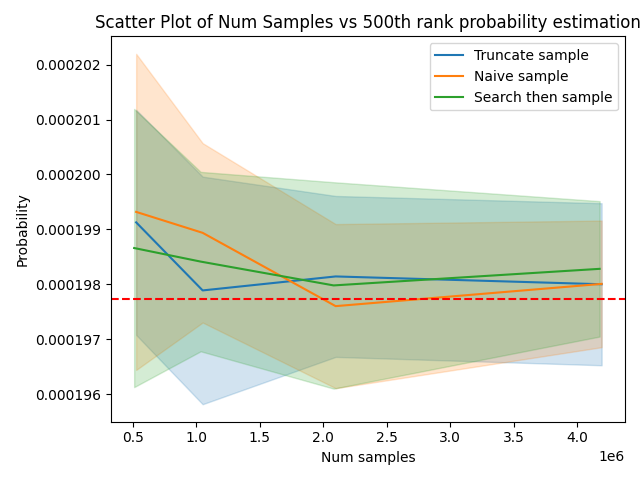 Scatter Plot of Num Samples vs 500th rank probability estimation
Truncate sample
Naive sample
Search then sample
0.000202
0.000201
0.000200
0.000199
0.000198
0.000197
0.000196
Probability
0.5 1.0 1.5 2.0 2.5 3.0 3.5 4.0
1e6
Num samples